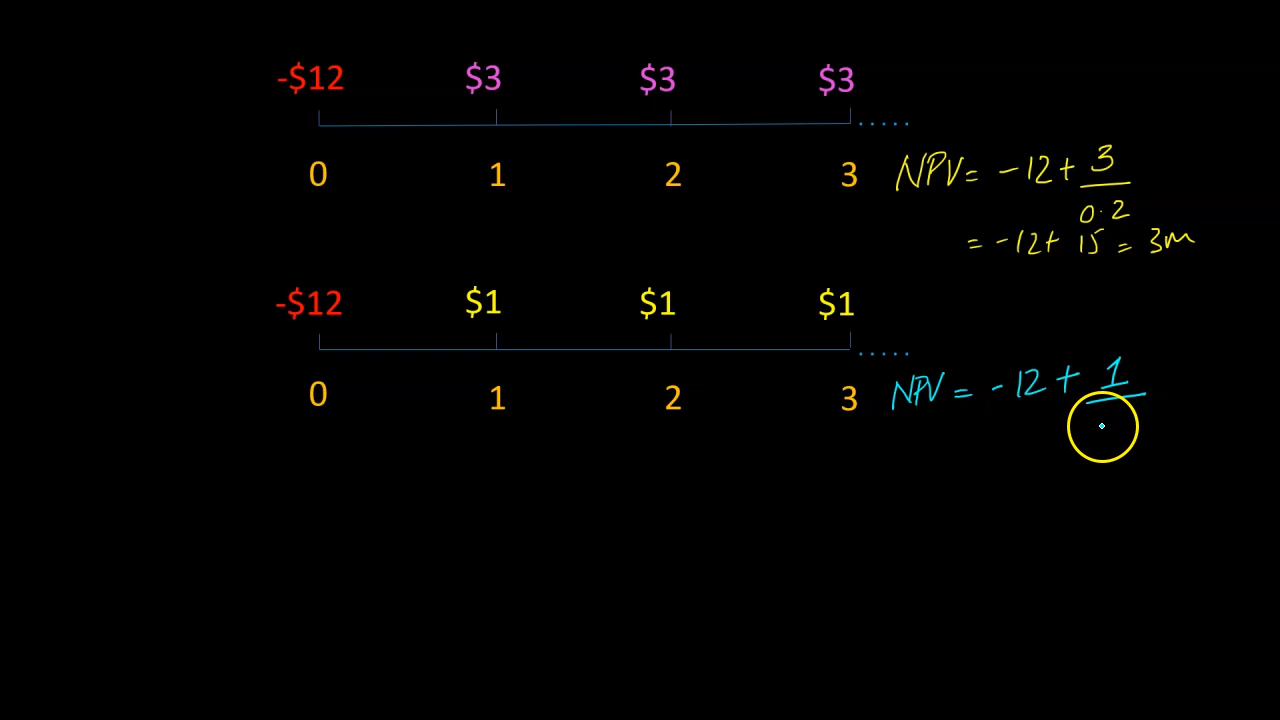 -$12 $3 $3 $3
.....
0 1 2 3
NPV = -12 + 3
0.2
= -12 + 15 = 3m
-$12 $1 $1 $1
.....
0 1 2 3
NPV = -12 + 1